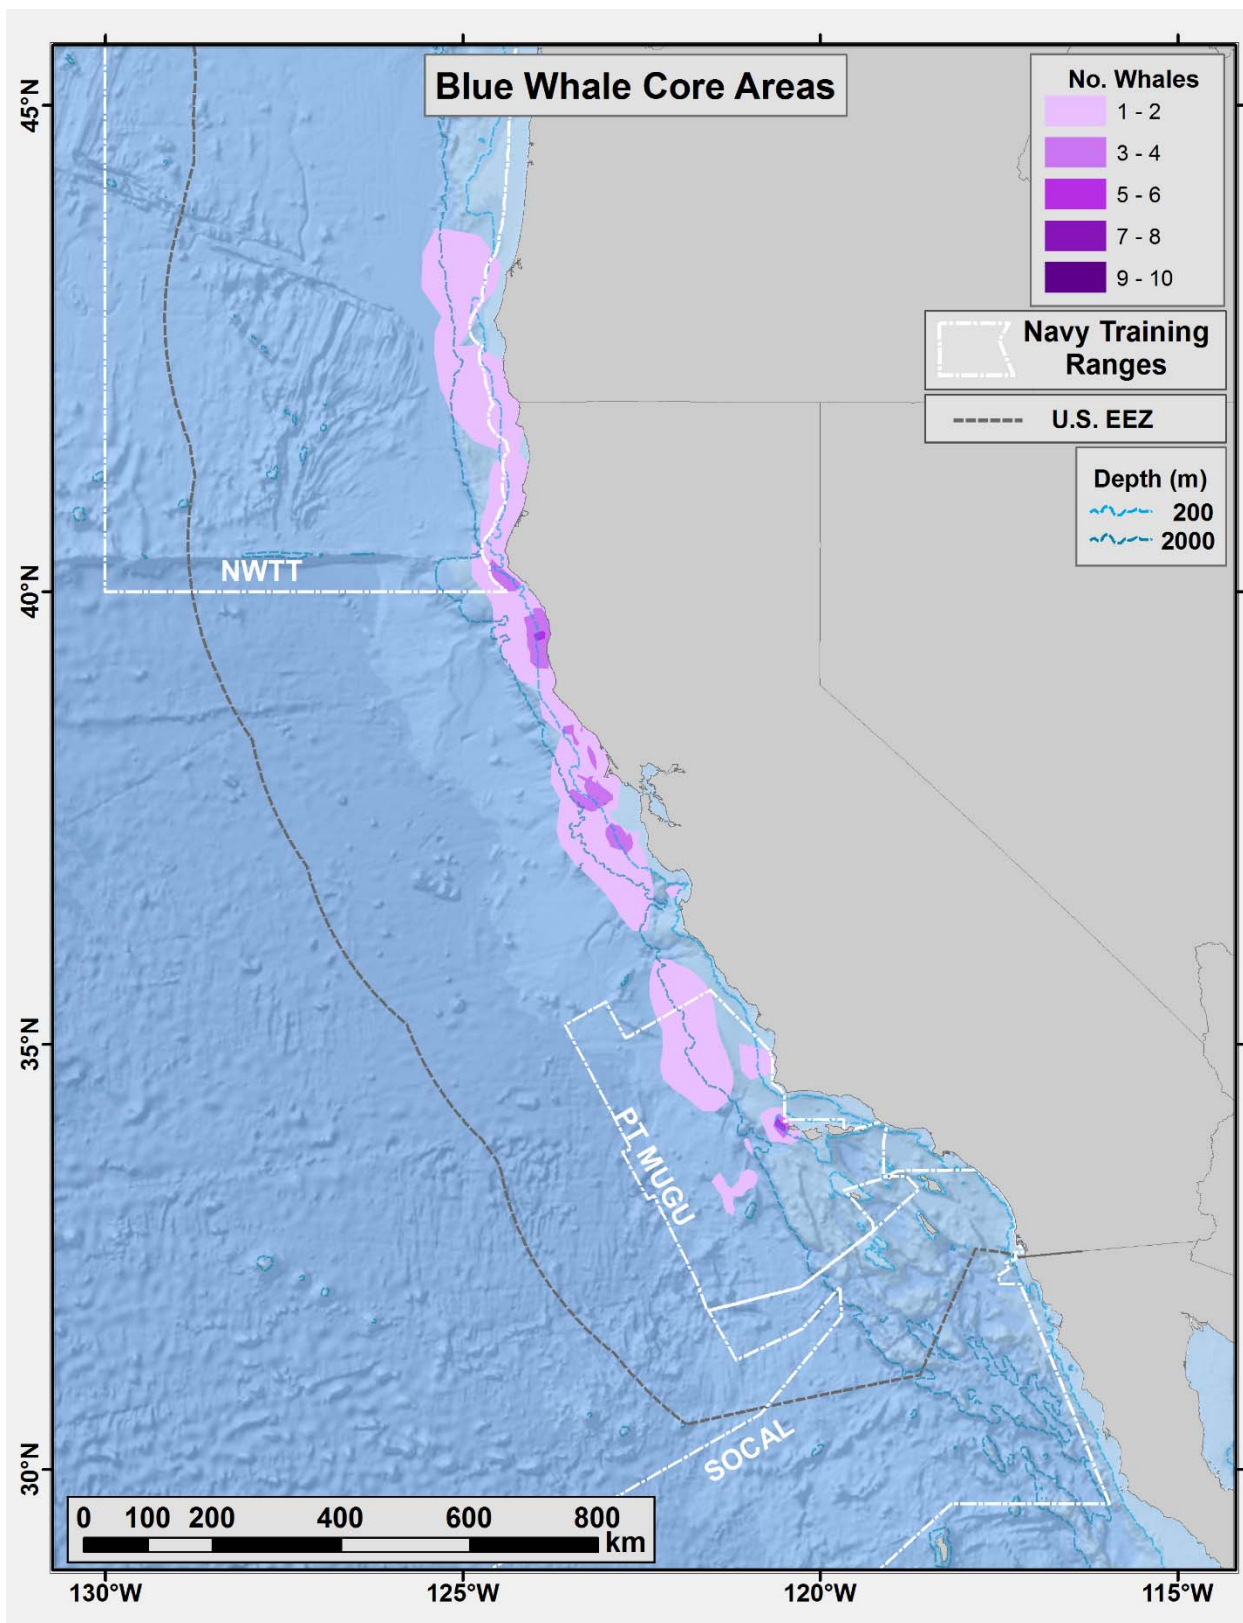 Blue Whale Core Areas
No. Whales
1 - 2
3 - 4
5 - 6
7 - 8
9 - 10
Navy Training
Ranges
U.S. EEZ
Depth (m)
200
2000
45°N
40°N
35°N
30°N
NWTT
PT MUGU
SOCAL
0 100 200 400 600 800
km
130°W 125°W 120°W 115°W